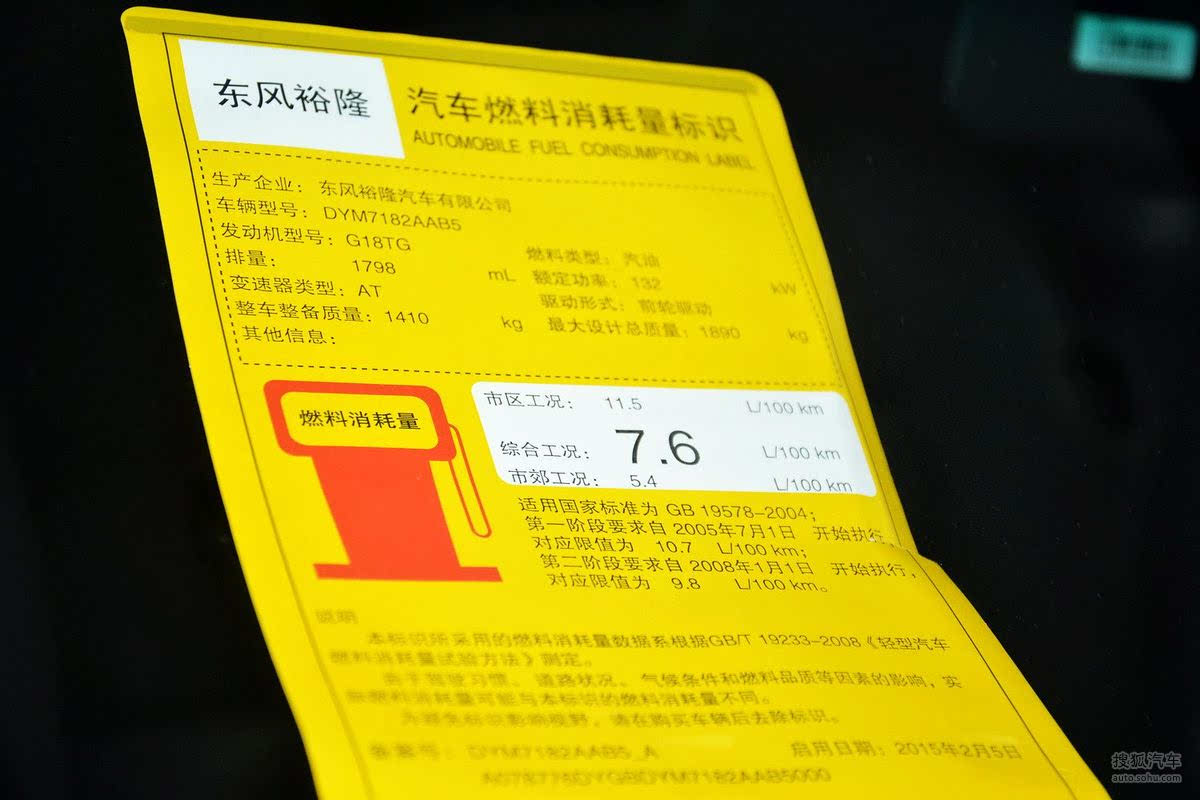 东风裕隆
汽车燃料消耗量标识
AUTOMOBILE FUEL CONSUMPTION LABEL
生产企业: 东风裕隆汽车有限公司
车辆型号: DYM7182AAB5
发动机型号: G18TG 燃料类型: 汽油
排量: 1798 mL 额定功率: 132 kW
变速器类型: AT 驱动形式: 前轮驱动
整车整备质量: 1410 kg 最大设计总质量: 1890 kg
其他信息:
燃料消耗量
市区工况: 11.5 L/100 km
综合工况: 7.6 L/100 km
市郊工况: 5.4 L/100 km
适用国家标准为 GB 19578-2004;
第一阶段要求自 2005年7月1日 开始执行,
对应限值为 10.7 L/100 km;
第二阶段要求自 2008年1月1日 开始执行,
对应限值为 9.8 L/100 km。
说明
本标识所采用的燃料消耗量数据系根据GB/T 19233-2008《轻型汽车
燃料消耗量试验方法》测定。
由于驾驶习惯、道路状况、气候条件和燃料品质等因素的影响, 实
际燃料消耗量可能与本标识的燃料消耗量不同。
为避免标识影响视野, 请在购买车辆后去除标识。
备案号: DYM7182AAB5_A 启用日期: 2015年2月5日
A078776DYGBDYM7182AAB5000
搜狐汽车
auto.sohu.com